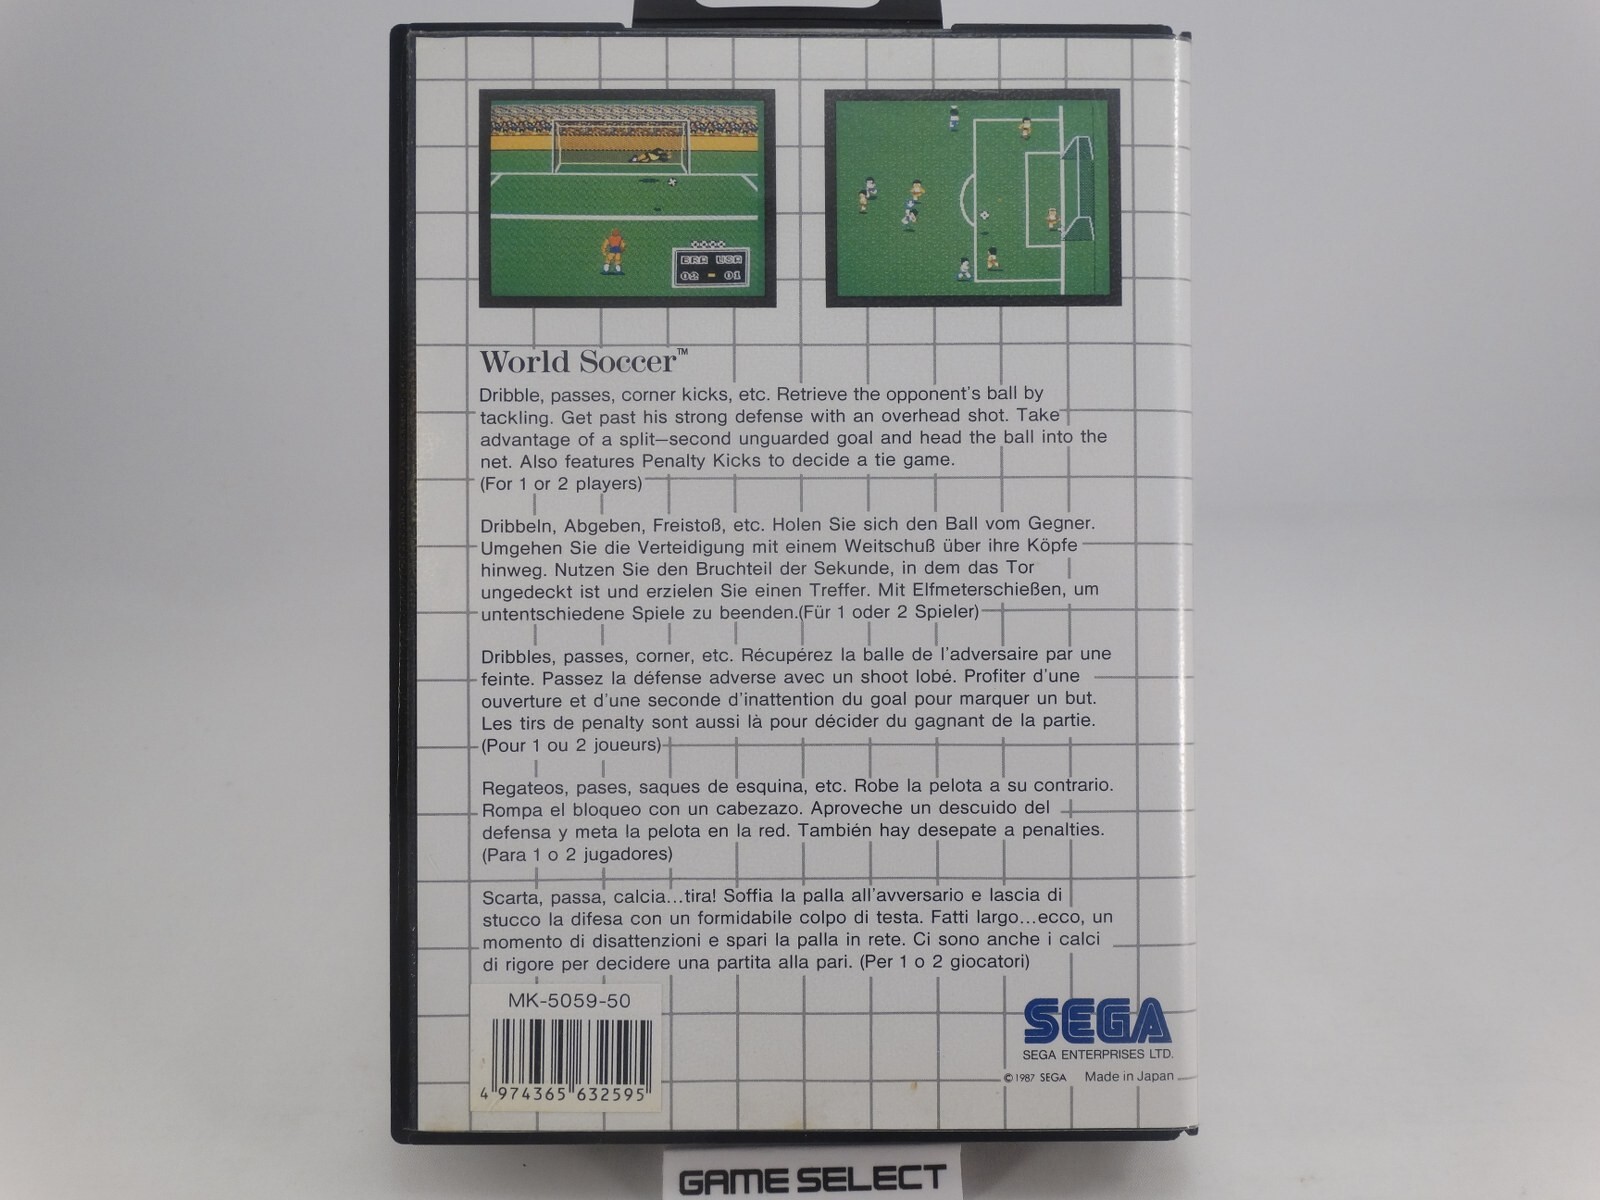 BRA USA
02 - 01
World Soccer™
Dribble, passes, corner kicks, etc. Retrieve the opponent's ball by
tackling. Get past his strong defense with an overhead shot. Take
advantage of a split–second unguarded goal and head the ball into the
net. Also features Penalty Kicks to decide a tie game.
(For 1 or 2 players)
Dribbeln, Abgeben, Freistoß, etc. Holen Sie sich den Ball vom Gegner.
Umgehen Sie die Verteidigung mit einem Weitschuß über ihre Köpfe
hinweg. Nutzen Sie den Bruchteil der Sekunde, in dem das Tor
ungedeckt ist und erzielen Sie einen Treffer. Mit Elfmeterschießen, um
untentschiedene Spiele zu beenden.(Für 1 oder 2 Spieler)
Dribbles, passes, corner, etc. Récupérez la balle de l'adversaire par une
feinte. Passez la défense adverse avec un shoot lobé. Profiter d'une
ouverture et d'une seconde d'inattention du goal pour marquer un but.
Les tirs de penalty sont aussi là pour décider du gagnant de la partie.
(Pour 1 ou 2 joueurs)
Regateos, pases, saques de esquina, etc. Robe la pelota a su contrario.
Rompa el bloqueo con un cabezazo. Aproveche un descuido del
defensa y meta la pelota en la red. También hay desepate a penalties.
(Para 1 o 2 jugadores)
Scarta, passa, calcia...tira! Soffia la palla all'avversario e lascia di
stucco la difesa con un formidabile colpo di testa. Fatti largo...ecco, un
momento di disattenzioni e spari la palla in rete. Ci sono anche i calci
di rigore per decidere una partita alla pari. (Per 1 o 2 giocatori)
MK-5059-50
4 974365 632595
SEGA
SEGA ENTERPRISES LTD.
©1987 SEGA Made in Japan
GAME SELECT